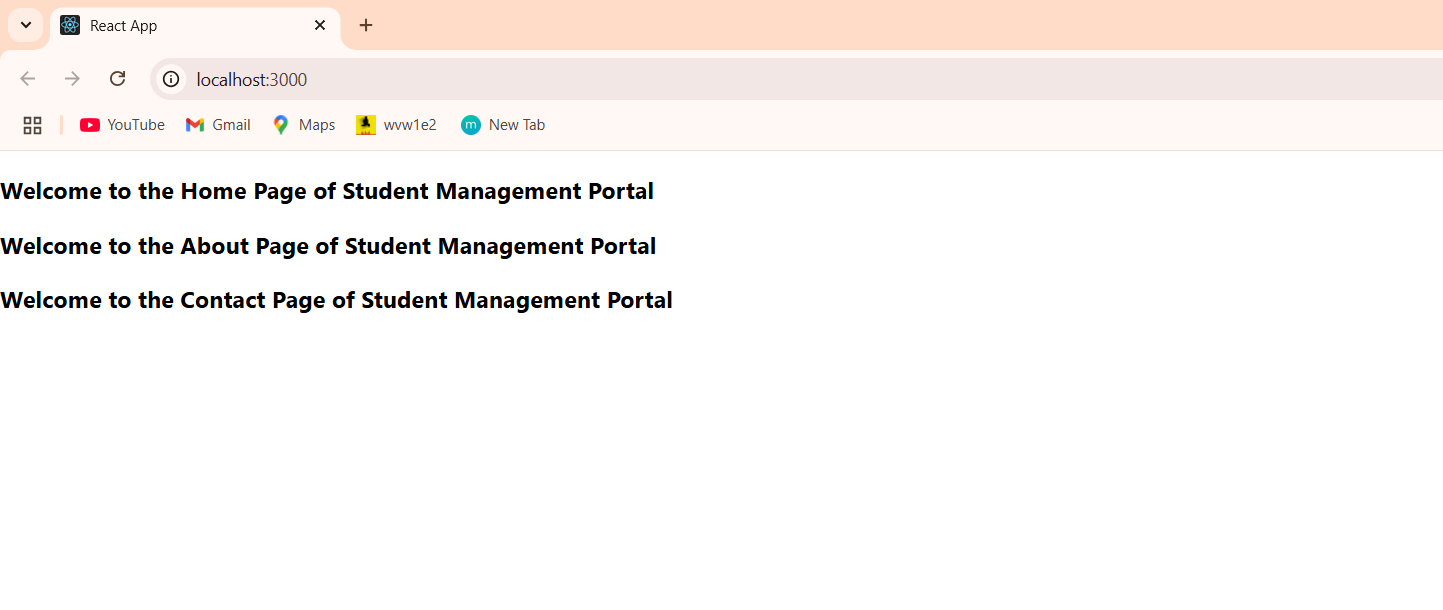 React App
localhost:3000
YouTube Gmail Maps wvw1e2 m New Tab
Welcome to the Home Page of Student Management Portal
Welcome to the About Page of Student Management Portal
Welcome to the Contact Page of Student Management Portal